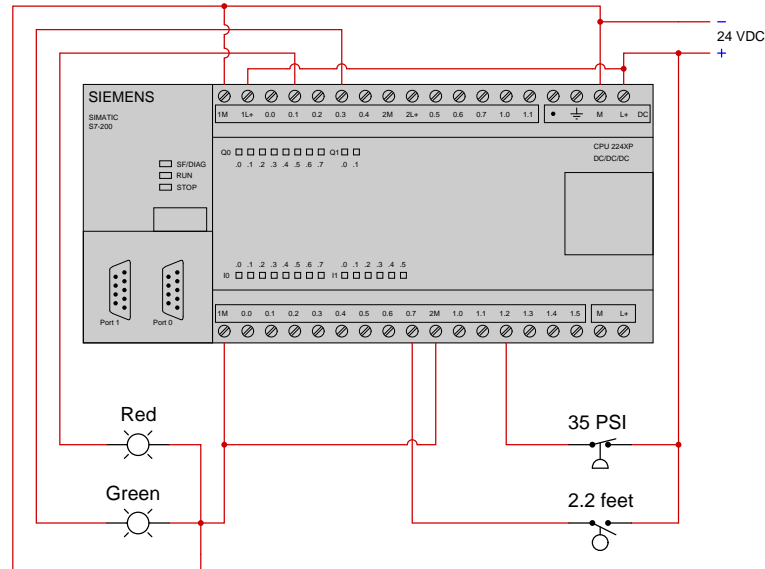 −
24 VDC
+
SIEMENS
SIMATIC
S7-200
1M 1L+ 0.0 0.1 0.2 0.3 0.4 2M 2L+ 0.5 0.6 0.7 1.0 1.1 M L+ DC
CPU 224XP
DC/DC/DC
Q0 Q1
.0 .1 .2 .3 .4 .5 .6 .7 .0 .1
SF/DIAG
RUN
STOP
.0 .1 .2 .3 .4 .5 .6 .7 .0 .1 .2 .3 .4 .5
I0 I1
Port 1 Port 0
1M 0.0 0.1 0.2 0.3 0.4 0.5 0.6 0.7 2M 1.0 1.1 1.2 1.3 1.4 1.5 M L+
Red
35 PSI
Green
2.2 feet